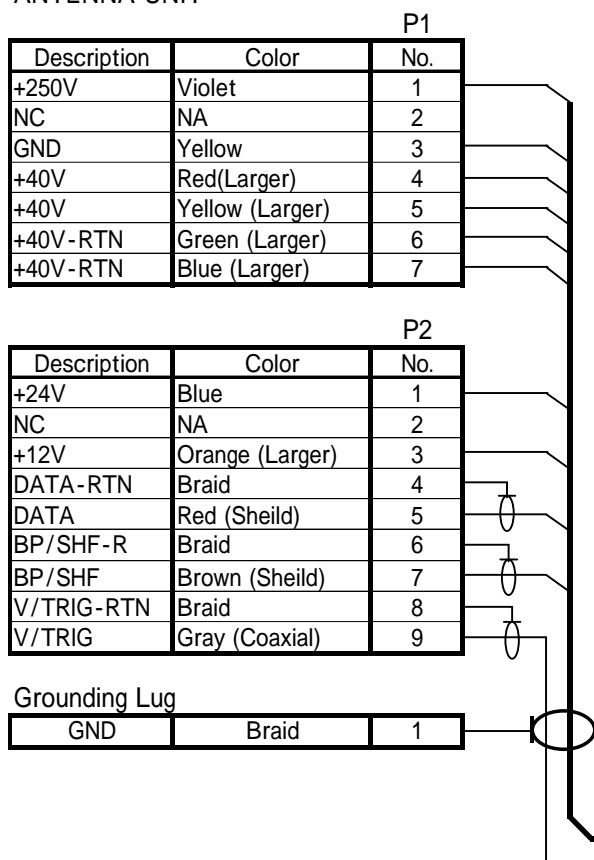 P1
Description Color No.
+250V Violet 1
NC NA 2
GND Yellow 3
+40V Red(Larger) 4
+40V Yellow (Larger) 5
+40V-RTN Green (Larger) 6
+40V-RTN Blue (Larger) 7
P2
Description Color No.
+24V Blue 1
NC NA 2
+12V Orange (Larger) 3
DATA-RTN Braid 4
DATA Red (Sheild) 5
BP/SHF-R Braid 6
BP/SHF Brown (Sheild) 7
V/TRIG-RTN Braid 8
V/TRIG Gray (Coaxial) 9
Grounding Lug
GND Braid 1